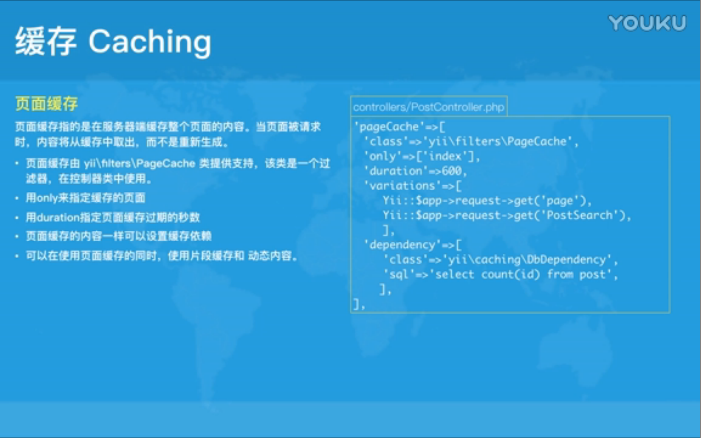 YOUKU
缓存 Caching
页面缓存
页面缓存指的是在服务器端缓存整个页面的内容。当页面被请求
时，内容将从缓存中取出，而不是重新生成。
• 页面缓存由 yii\filters\PageCache 类提供支持，该类是一个过
滤器，在控制器类中使用。
• 用only来指定缓存的页面
• 用duration指定页面缓存过期的秒数
• 页面缓存的内容一样可以设置缓存依赖
• 可以在使用页面缓存的同时，使用片段缓存和 动态内容。
controllers/PostController.php
'pageCache'=>[
'class'=>'yii\filters\PageCache',
'only'=>['index'],
'duration'=>600,
'variations'=>[
Yii::$app->request->get('page'),
Yii::$app->request->get('PostSearch'),
],
'dependency'=>[
'class'=>'yii\caching\DbDependency',
'sql'=>'select count(id) from post',
],
],